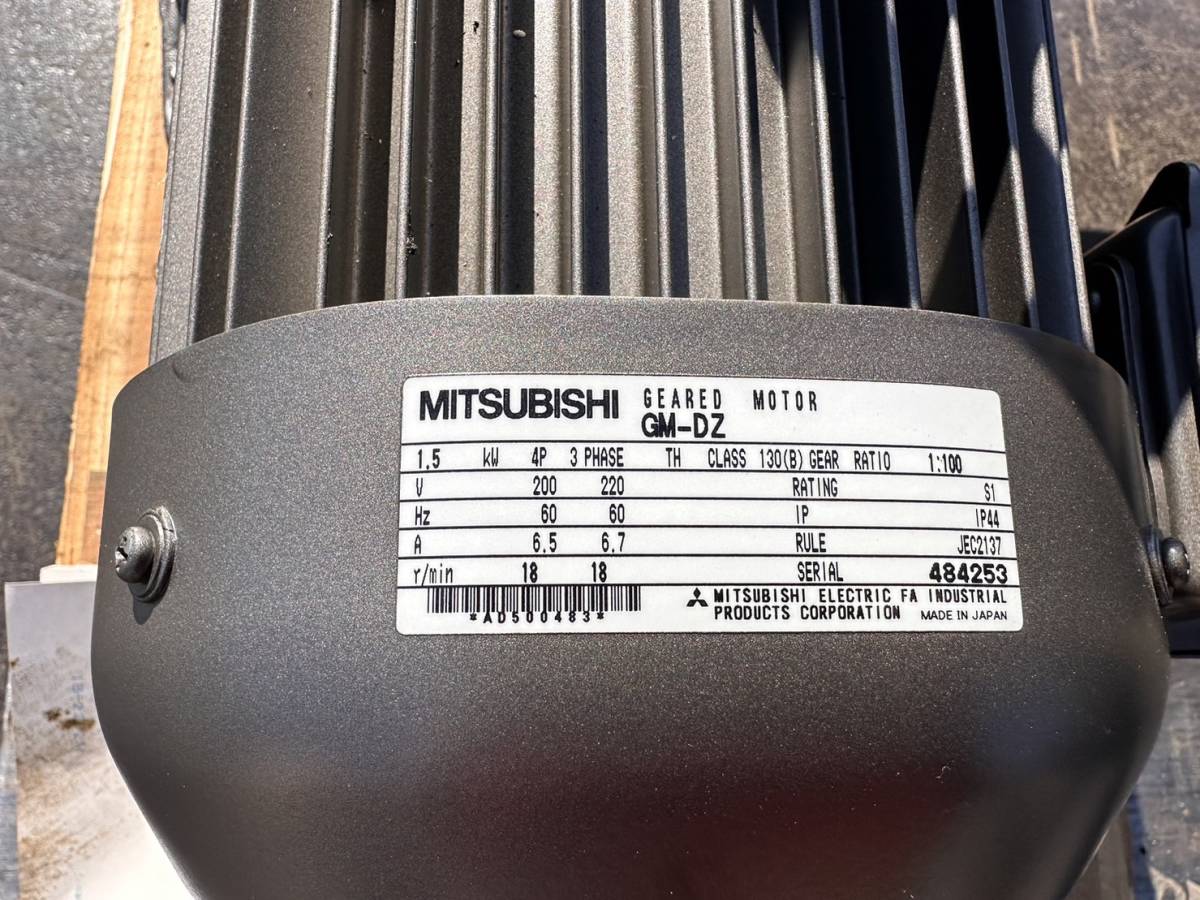 MITSUBISHI GEARED MOTOR
GM-DZ
1.5 kW 4P 3 PHASE TH CLASS 130(B) GEAR RATIO 1:100
V 200 220 RATING S1
Hz 60 60 IP IP44
A 6.5 6.7 RULE JEC2137
r/min 18 18 SERIAL 484253
*AD500483*
MITSUBISHI ELECTRIC FA INDUSTRIAL
PRODUCTS CORPORATION MADE IN JAPAN